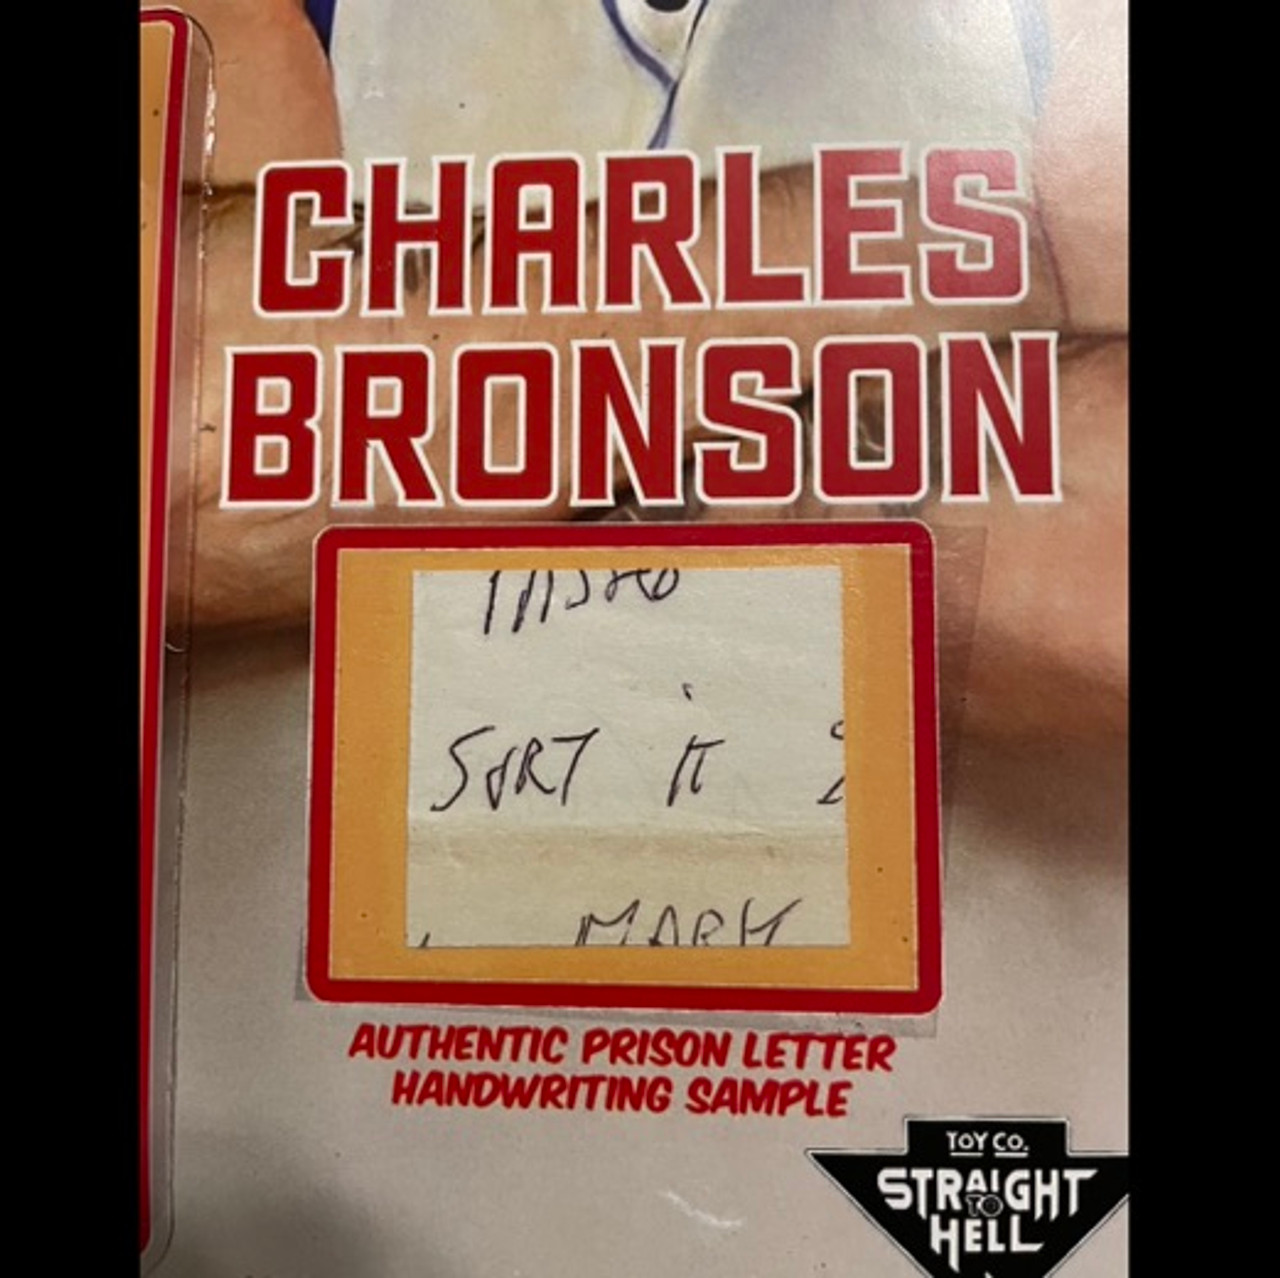 CHARLES
BRONSON
SORT it
MARK
AUTHENTIC PRISON LETTER
HANDWRITING SAMPLE
TOY CO.
STRAIGHT
TO
HELL